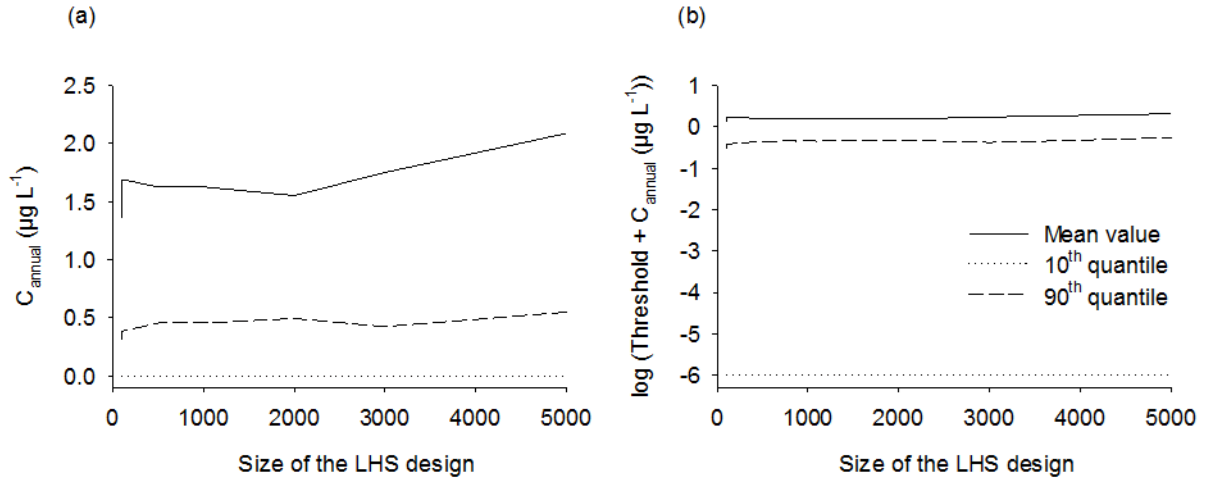 (a)
2.5
2.0
1.5
1.0
0.5
0.0
C annual (µg L⁻¹)
0 1000 2000 3000 4000 5000
Size of the LHS design
(b)
1
0
-1
-2
-3
-4
-5
-6
log (Threshold + C annual (µg L⁻¹))
Mean value
10th quantile
90th quantile
0 1000 2000 3000 4000 5000
Size of the LHS design